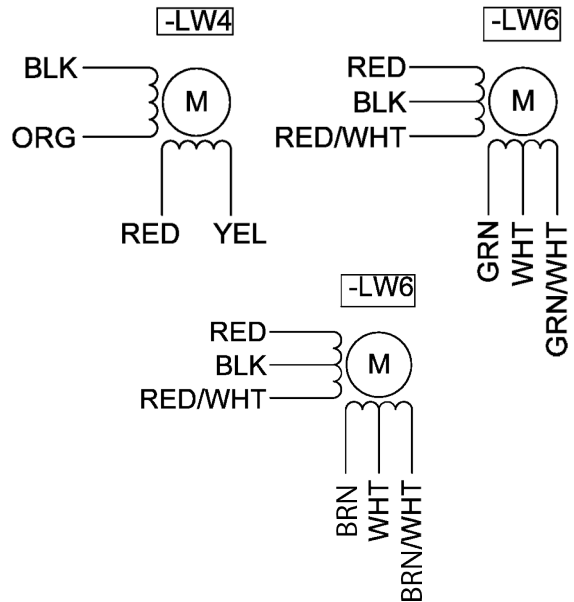 -LW4
BLK
M
ORG
RED YEL
-LW6
RED
BLK
M
RED/WHT
GRN
WHT
GRN/WHT
-LW6
RED
BLK
M
RED/WHT
BRN
WHT
BRN/WHT